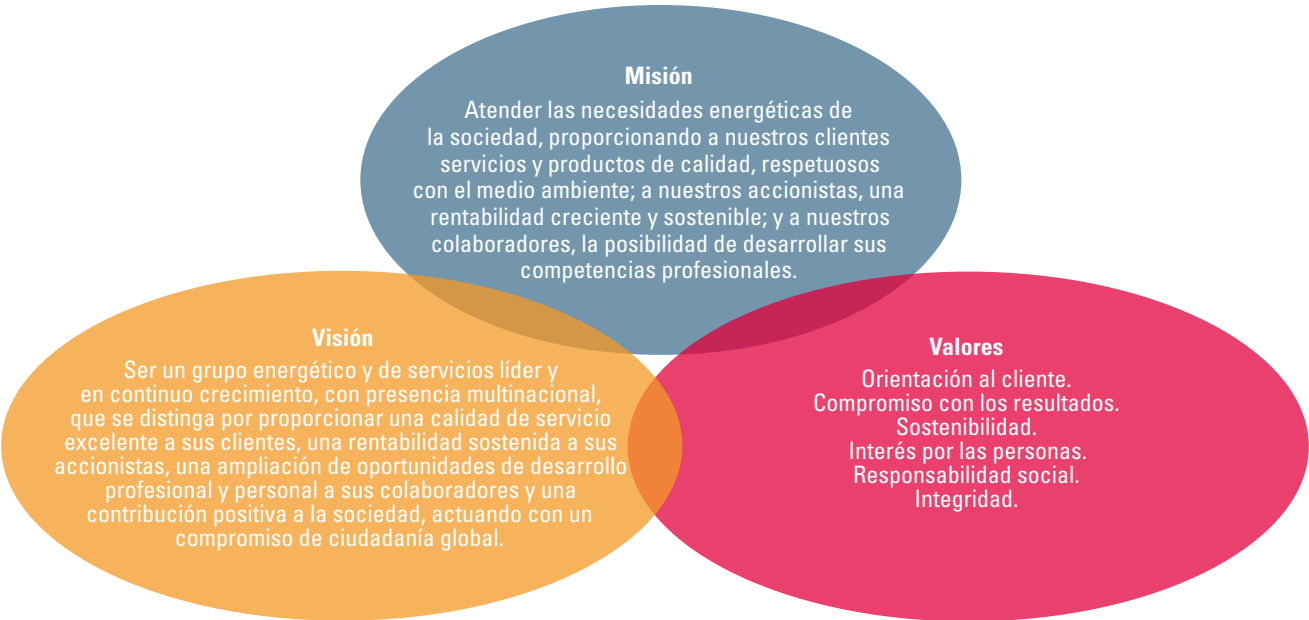 Misión
Atender las necesidades energéticas de
la sociedad, proporcionando a nuestros clientes
servicios y productos de calidad, respetuosos
con el medio ambiente; a nuestros accionistas, una
rentabilidad creciente y sostenible; y a nuestros
colaboradores, la posibilidad de desarrollar sus
competencias profesionales.
Visión
Ser un grupo energético y de servicios líder y
en continuo crecimiento, con presencia multinacional,
que se distinga por proporcionar una calidad de servicio
excelente a sus clientes, una rentabilidad sostenida a sus
accionistas, una ampliación de oportunidades de desarrollo
profesional y personal a sus colaboradores y una
contribución positiva a la sociedad, actuando con un
compromiso de ciudadanía global.
Valores
Orientación al cliente.
Compromiso con los resultados.
Sostenibilidad.
Interés por las personas.
Responsabilidad social.
Integridad.